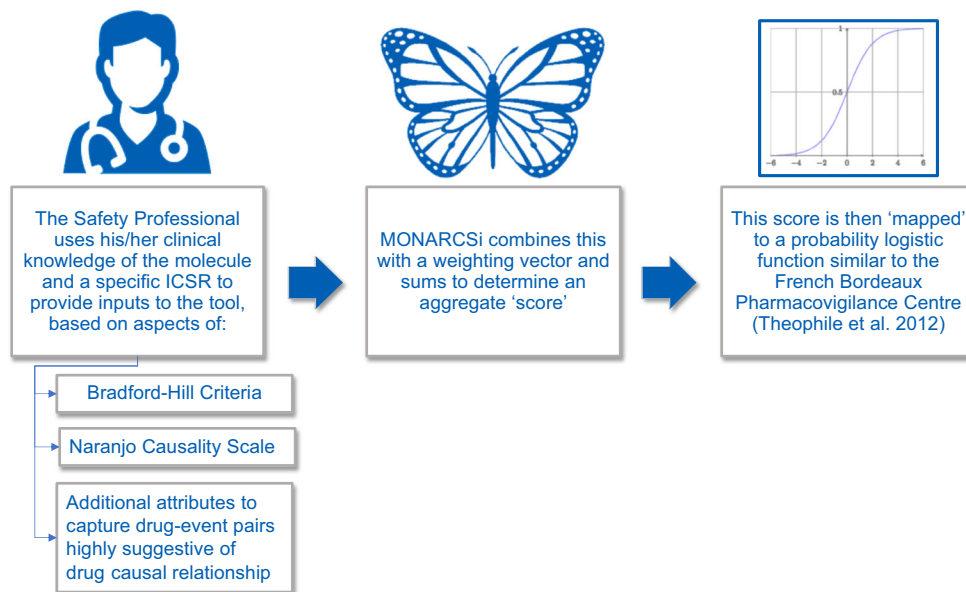 1
0.5
−6
−4
−2
0
2
4
6
The Safety Professional
uses his/her clinical
knowledge of the molecule
and a specific ICSR to
provide inputs to the tool,
based on aspects of:
MONARCSi combines this
with a weighting vector and
sums to determine an
aggregate ‘score’
This score is then ‘mapped’
to a probability logistic
function similar to the
French Bordeaux
Pharmacovigilance Centre
(Theophile et al. 2012)
Bradford-Hill Criteria
Naranjo Causality Scale
Additional attributes to
capture drug-event pairs
highly suggestive of
drug causal relationship